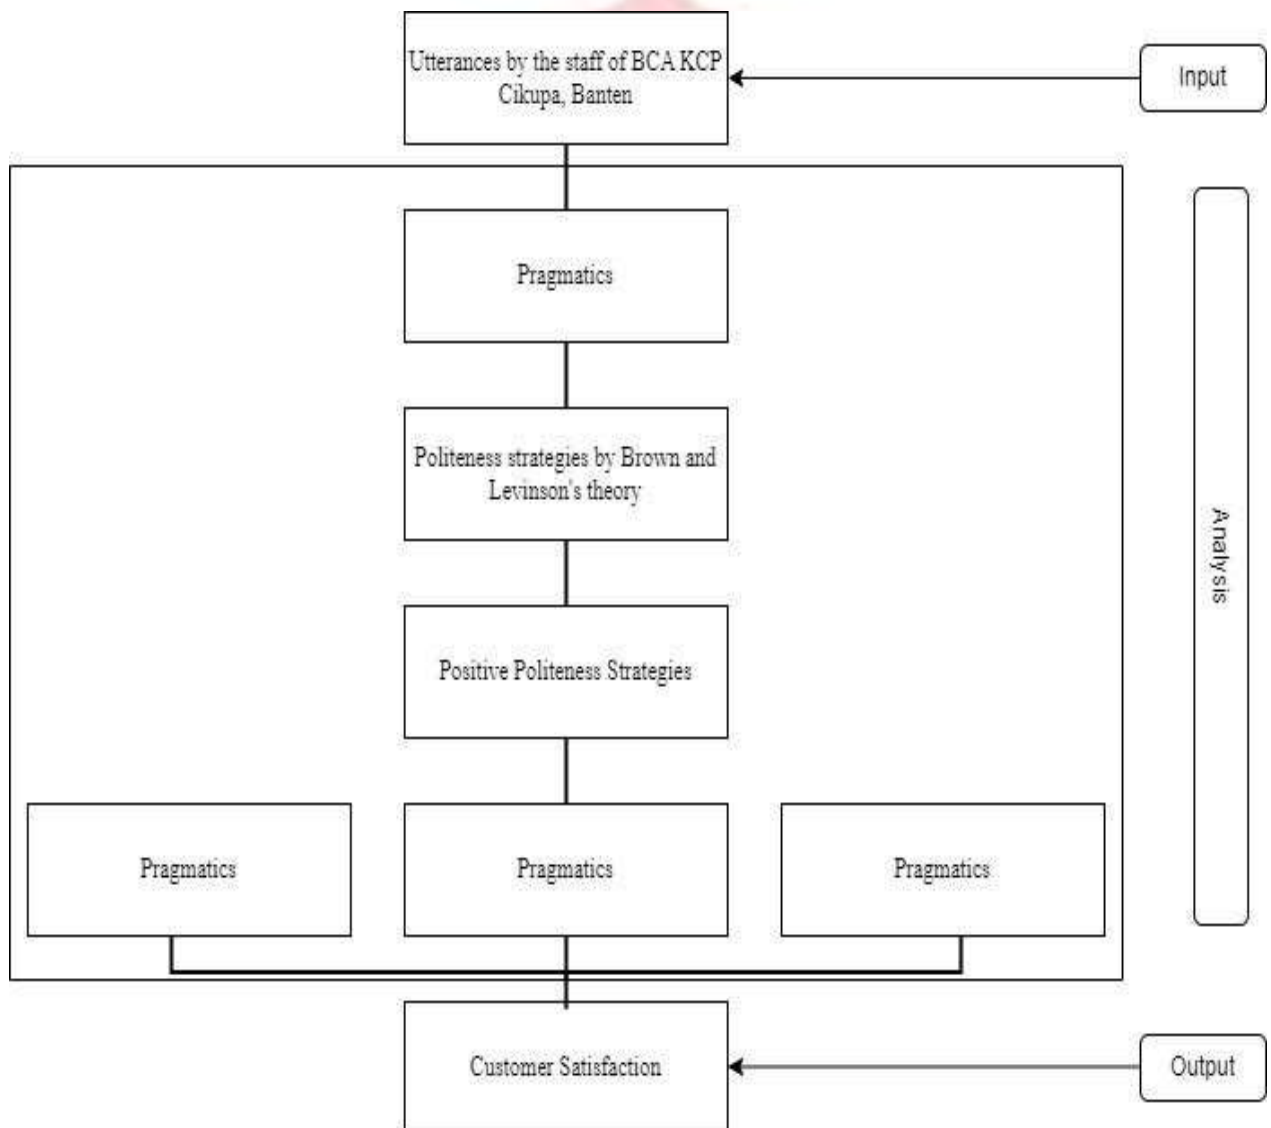 Utterances by the staff of BCA KCP
Cikupa, Banten
Input
Pragmatics
Politeness strategies by Brown and
Levinson's theory
Analysis
Positive Politeness Strategies
Pragmatics
Pragmatics
Pragmatics
Customer Satisfaction
Output